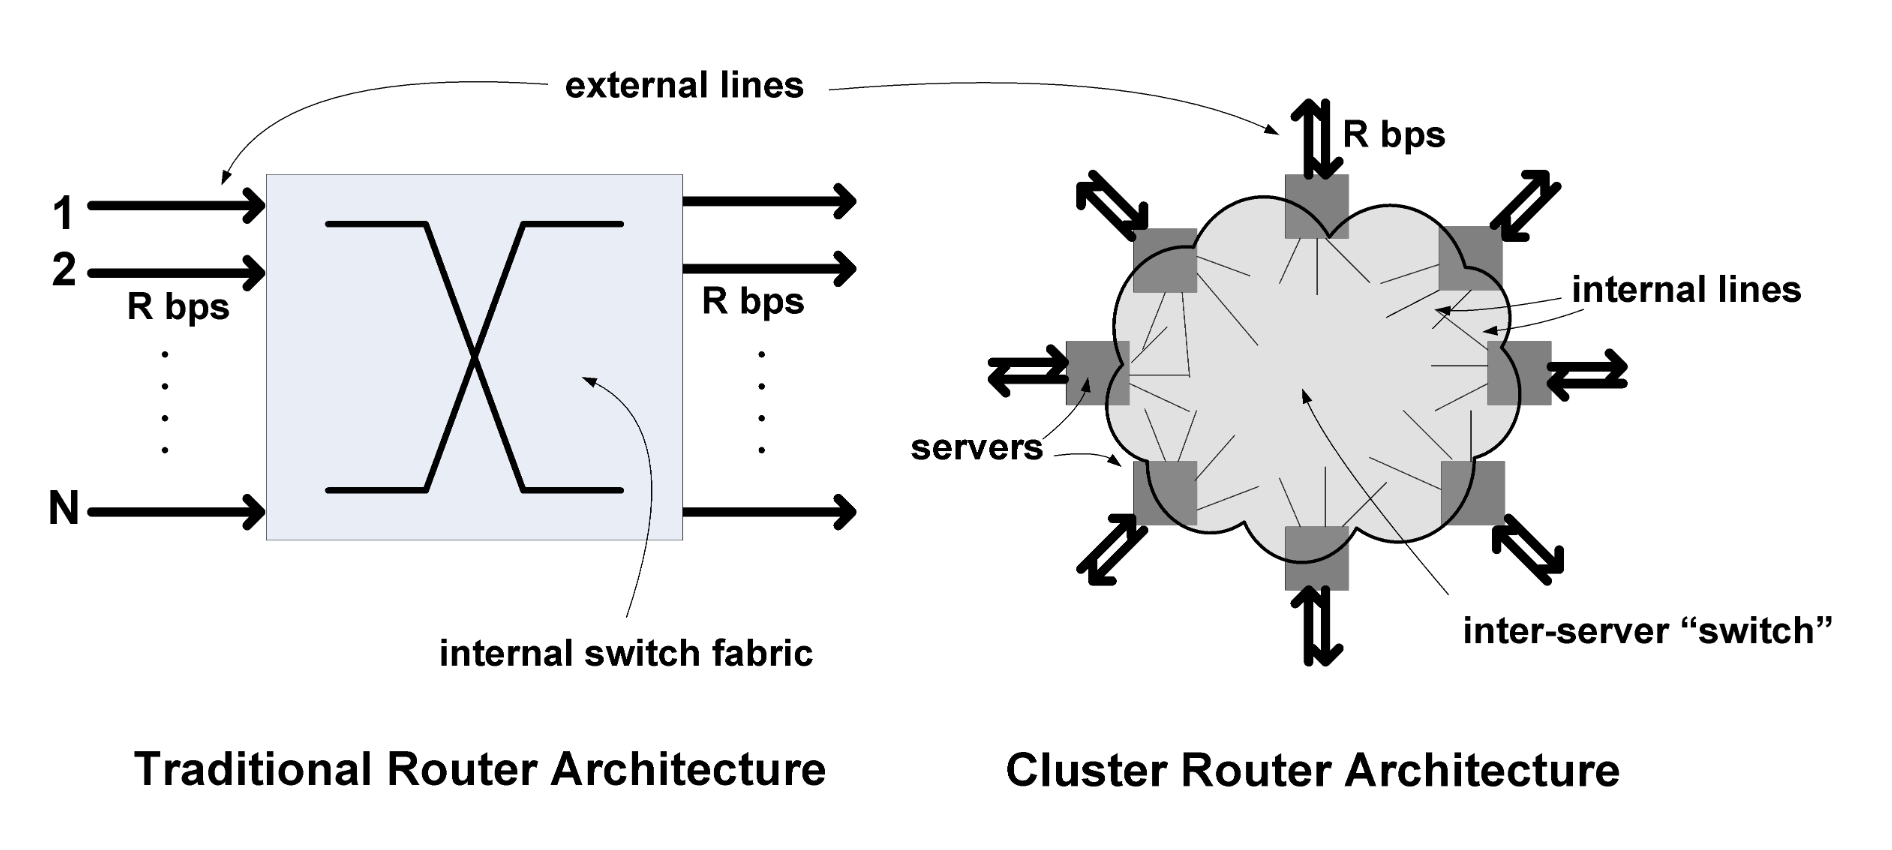 external lines
R bps
1
2
R bps
R bps
N
internal switch fabric
internal lines
servers
inter-server “switch”
Traditional Router Architecture
Cluster Router Architecture